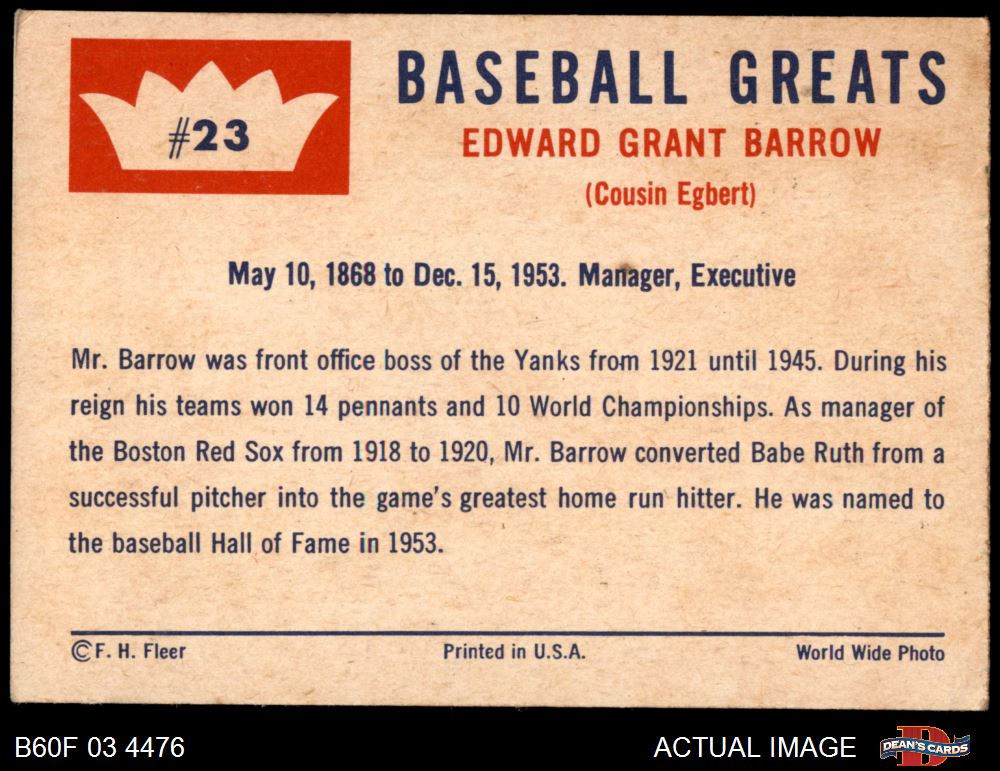 #23
BASEBALL GREATS
EDWARD GRANT BARROW
(Cousin Egbert)
May 10, 1868 to Dec. 15, 1953. Manager, Executive
Mr. Barrow was front office boss of the Yanks from 1921 until 1945. During his
reign his teams won 14 pennants and 10 World Championships. As manager of
the Boston Red Sox from 1918 to 1920, Mr. Barrow converted Babe Ruth from a
successful pitcher into the game's greatest home run hitter. He was named to
the baseball Hall of Fame in 1953.
© F. H. Fleer Printed in U.S.A. World Wide Photo
B60F 03 4476 ACTUAL IMAGE D DEAN'S CARDS